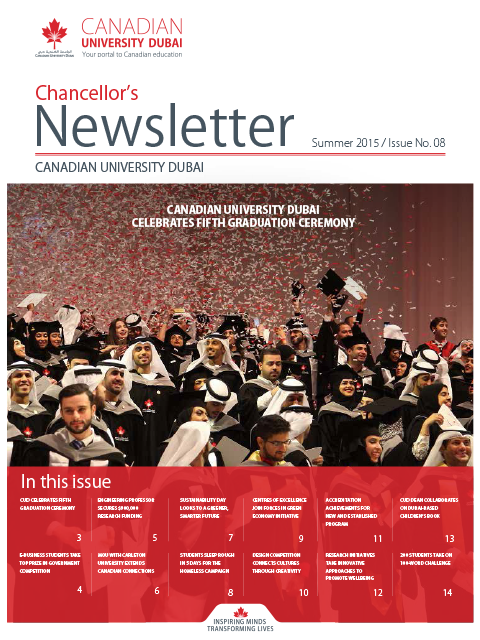 CANADIAN
UNIVERSITY DUBAI
Your portal to Canadian education
Chancellor's
Newsletter
Summer 2015 / Issue No. 08
CANADIAN UNIVERSITY DUBAI
CANADIAN UNIVERSITY DUBAI
CELEBRATES FIFTH GRADUATION CEREMONY
In this issue
CUD CELEBRATES FIFTH
GRADUATION CEREMONY
3
ENGINEERING PROFESSOR
SECURES
RESEARCH FUNDING
5
SUSTAINABILITY DAY
LOOKS TO A GREENER,
SMARTER FUTURE
7
CENTRES OF EXCELLENCE
JOIN FORCES IN GREEN
ECONOMY INITIATIVE
9
ACCREDITATION
ACHIEVEMENTS FOR
NEW AND ESTABLISHED
PROGRAM
11
CUD DEAN COLLABORATES
ON DUBAI-BASED
CHILDREN'S BOOK
13
E-BUSINESS STUDENTS TAKE
TOP PRIZE IN GOVERNMENT
COMPETITION
4
MOU WITH CARLETON
UNIVERSITY EXTENDS
CANADIAN CONNECTIONS
6
STUDENTS SLEEP ROUGH
IN 5 DAYS FOR THE
HOMELESS CAMPAIGN
8
DESIGN COMPETITION
CONNECTS CULTURES
THROUGH CREATIVITY
10
RESEARCH INITIATIVES
TAKE INNOVATIVE
APPROACHES TO
PROMOTE WELLBEING
12
200 STUDENTS TAKE ON
100-WORD CHALLENGE
14
INSPIRING MINDS
TRANSFORMING LIVES